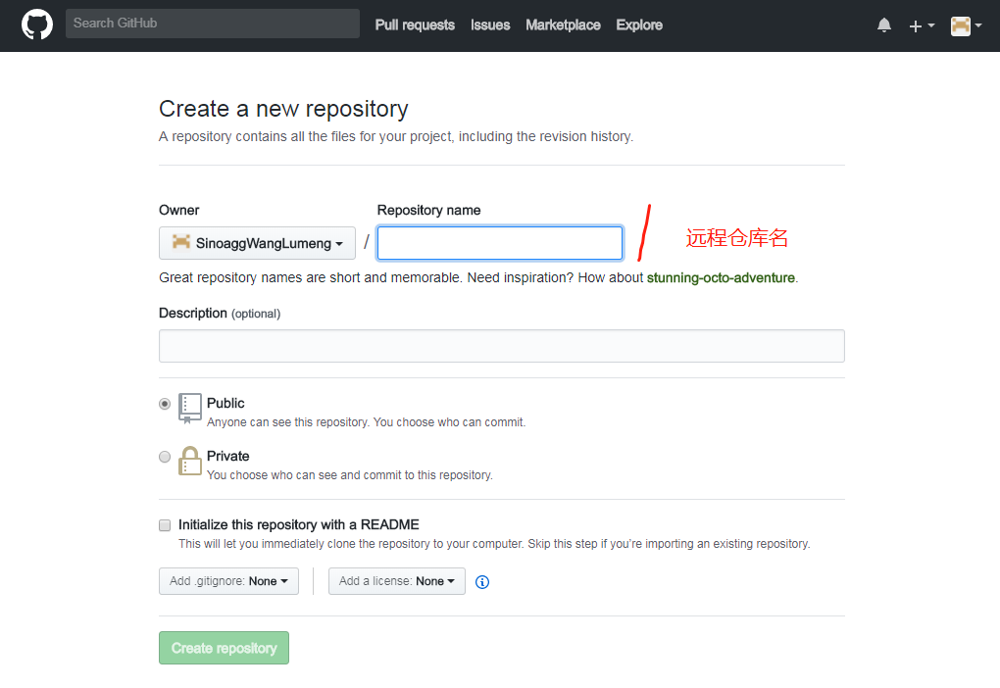 Search GitHub Pull requests Issues Marketplace Explore
Create a new repository
A repository contains all the files for your project, including the revision history.
Owner Repository name
SinoaggWangLumeng / 远程仓库名
Great repository names are short and memorable. Need inspiration? How about stunning-octo-adventure.
Description (optional)
Public
Anyone can see this repository. You choose who can commit.
Private
You choose who can see and commit to this repository.
Initialize this repository with a README
This will let you immediately clone the repository to your computer. Skip this step if you’re importing an existing repository.
Add .gitignore: None Add a license: None
Create repository